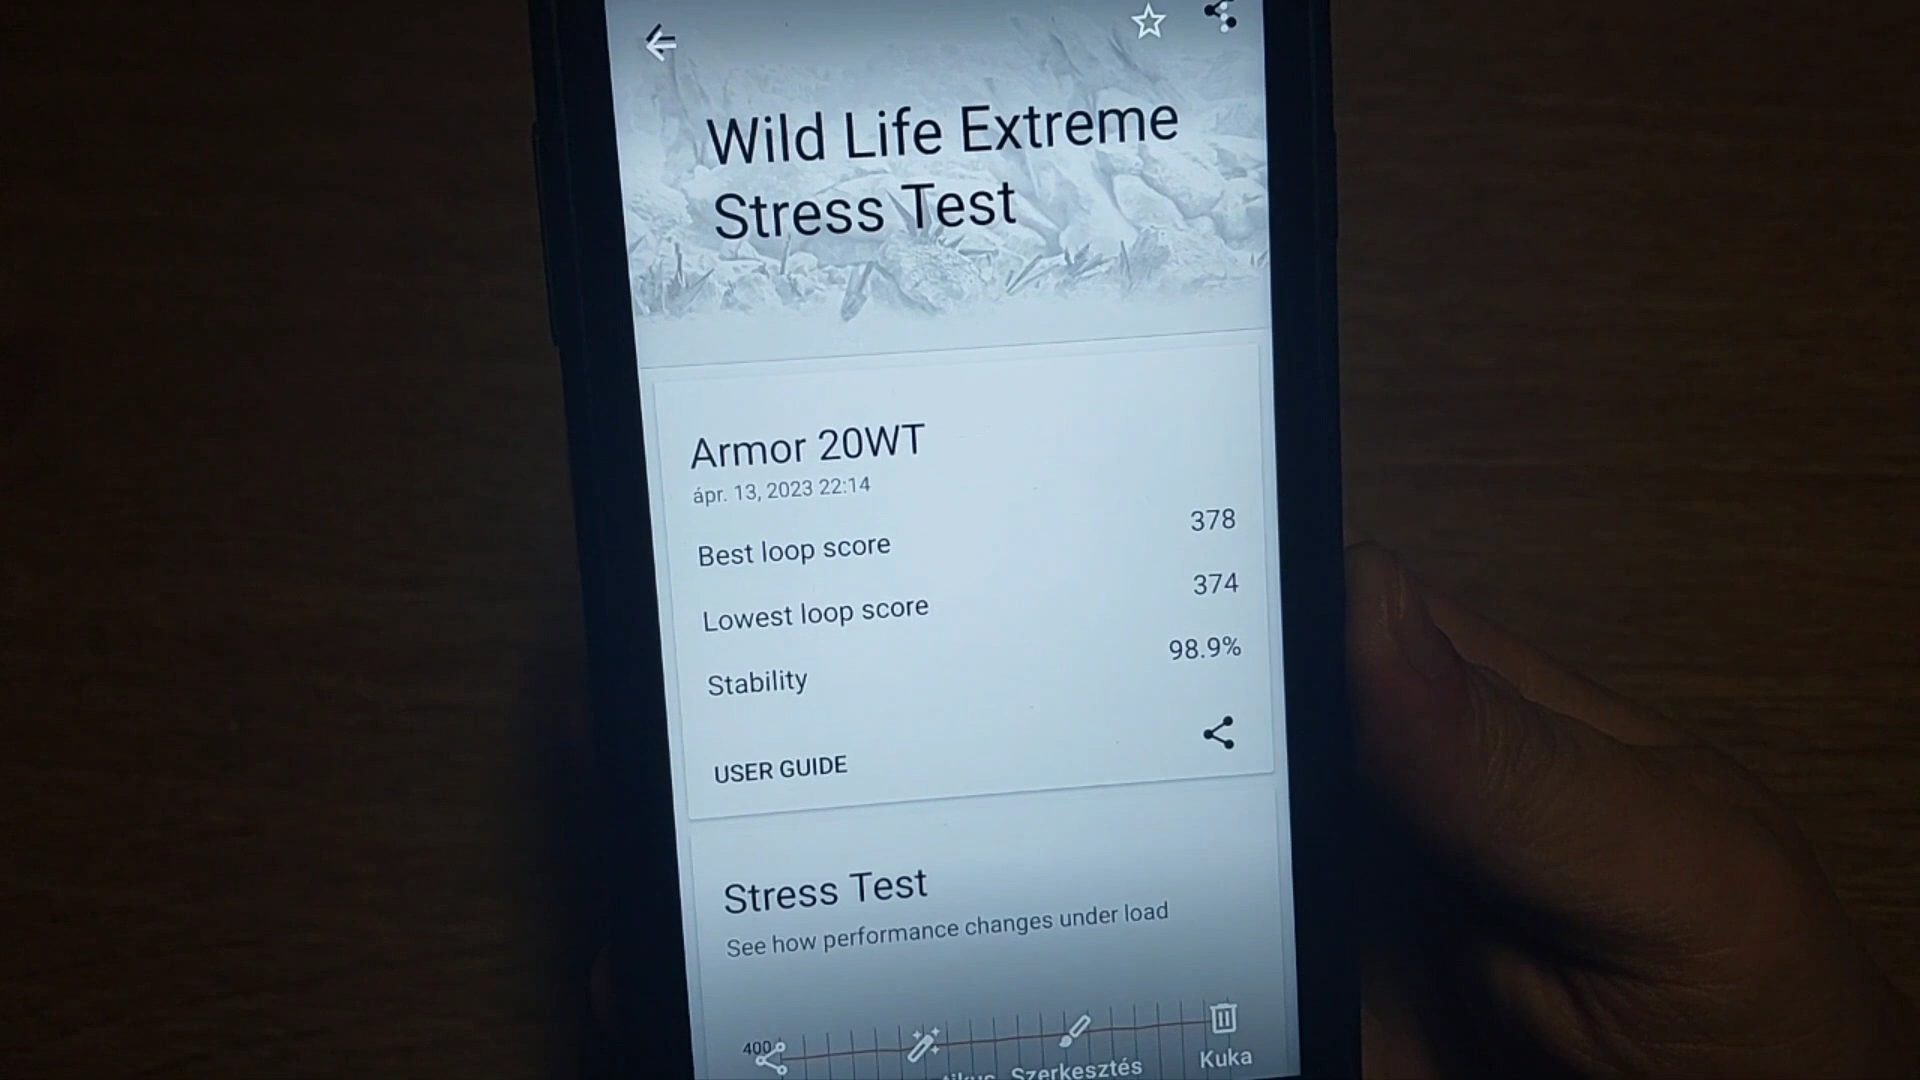 Wild Life Extreme
Stress Test
Armor 20WT
ápr. 13, 2023 22:14
Best loop score 378
Lowest loop score 374
Stability 98.9%
USER GUIDE
Stress Test
See how performance changes under load
400
Szerkesztés
Kuka